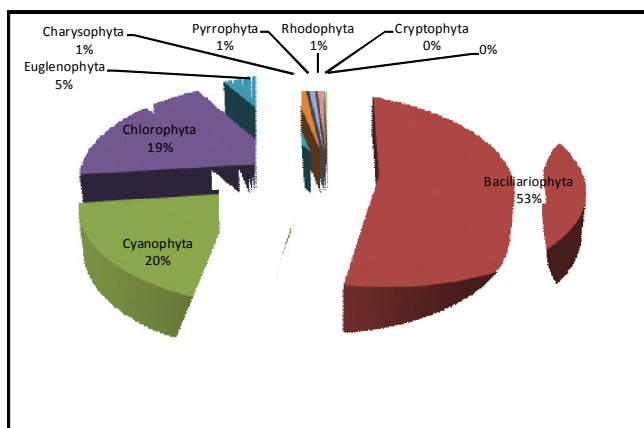 Charysophyta
1%
Pyrrophyta
1%
Rhodophyta
1%
Cryptophyta
0%
0%
Euglenophyta
5%
Chlorophyta
19%
Baciliariophyta
53%
Cyanophyta
20%